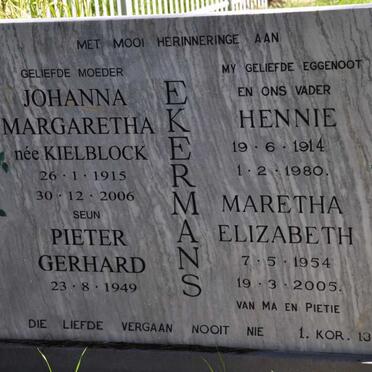 MET MOOI HERINNERINGE AAN
GELIEFDE MOEDER
JOHANNA
MARGARETHA
née KIELBLOCK
26 · 1 · 1915
30 · 12 · 2006
SEUN
PIETER
GERHARD
23 · 8 · 1949
EKERMANS
MY GELIEFDE EGGENOOT
EN ONS VADER
HENNIE
19 · 6 · 1914
1 · 2 · 1980.
MARETHA
ELIZABETH
7 · 5 · 1954
19 · 3 · 2005.
VAN MA EN PIETIE
DIE LIEFDE VERGAAN NOOIT NIE 1. KOR. 13